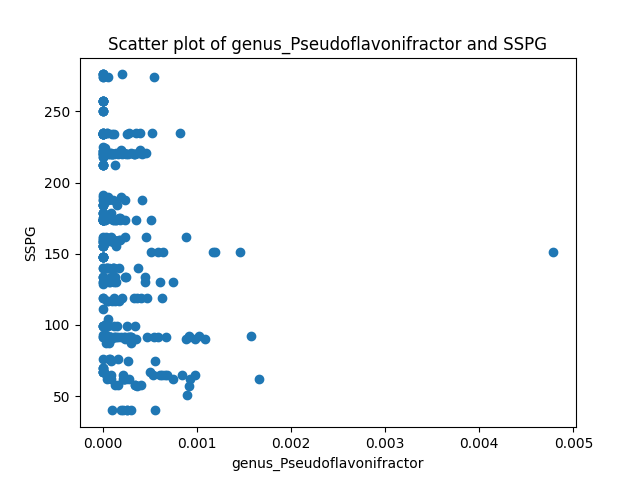 Scatter plot of genus_Pseudoflavonifractor and SSPG
250
200
150
100
50
SSPG
0.000 0.001 0.002 0.003 0.004 0.005
genus_Pseudoflavonifractor